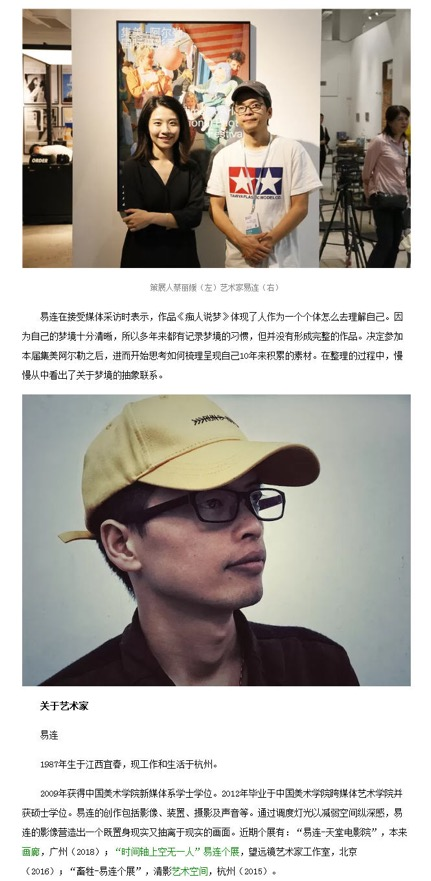 集美·阿尔勒
Festival
ORDER
TAMIYA PLASTIC MODEL CO.
策展人蔡丽媛（左）艺术家易连（右）
易连在接受媒体采访时表示，作品《痴人说梦》体现了人作为一个个体怎么去理解自己。因
为自己的梦境十分清晰，所以多年来都有记录梦境的习惯，但并没有形成完整的作品。决定参加
本届集美阿尔勒之后，进而开始思考如何梳理呈现自己10年来积累的素材。在整理的过程中，慢
慢从中看出了关于梦境的抽象联系。
关于艺术家
易连
1987年生于江西宜春，现工作和生活于杭州。
2009年获得中国美术学院新媒体系学士学位。2012年毕业于中国美术学院跨媒体艺术学院并
获硕士学位。易连的创作包括影像、装置、摄影及声音等。通过调度灯光以减弱空间纵深感，易
连的影像营造出一个既置身现实又抽离于现实的画面。近期个展有：“易连-天堂电影院”，本来
画廊，广州（2018）；“时间轴上空无一人”易连个展，望远镜艺术家工作室，北京
（2016）；“畜牲-易连个展”，清影艺术空间，杭州（2015）。